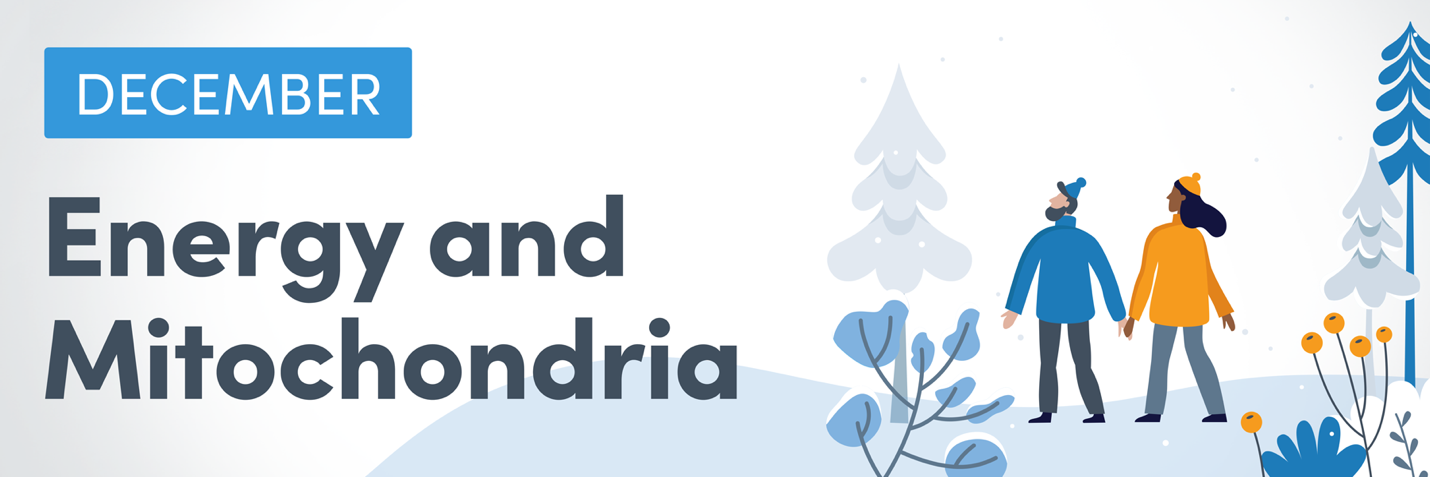 DECEMBER
Energy and
Mitochondria